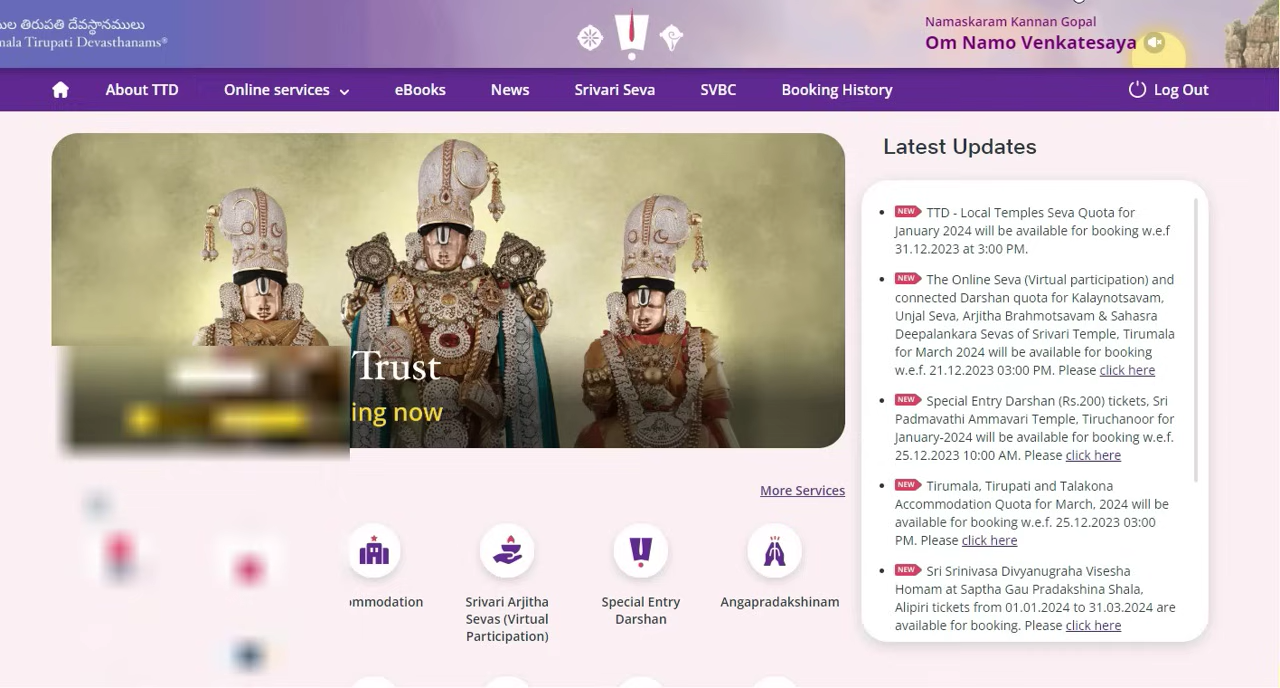 తిరుపతి దేవస్థానములు
Tirupati Devasthanams®
Namaskaram Kannan Gopal
Om Namo Venkatesaya
About TTD
Online services
eBooks
News
Srivari Seva
SVBC
Booking History
Log Out
Trust
ing now
More Services
ommodation
Srivari Arjitha
Sevas (Virtual
Participation)
Special Entry
Darshan
Angapradakshinam
Latest Updates
NEW TTD - Local Temples Seva Quota for
January 2024 will be available for booking w.e.f
31.12.2023 at 3:00 PM.
NEW The Online Seva (Virtual participation) and
connected Darshan quota for Kalaynotsavam,
Unjal Seva, Arjitha Brahmotsavam & Sahasra
Deepalankara Sevas of Srivari Temple, Tirumala
for March 2024 will be available for booking
w.e.f. 21.12.2023 03:00 PM. Please click here
NEW Special Entry Darshan (Rs.200) tickets, Sri
Padmavathi Ammavari Temple, Tiruchanoor for
January-2024 will be available for booking w.e.f.
25.12.2023 10:00 AM. Please click here
NEW Tirumala, Tirupati and Talakona
Accommodation Quota for March, 2024 will be
available for booking w.e.f. 25.12.2023 03:00
PM. Please click here
NEW Sri Srinivasa Divyanugraha Visesha
Homam at Saptha Gau Pradakshina Shala,
Alipiri tickets from 01.01.2024 to 31.03.2024 are
available for booking. Please click here